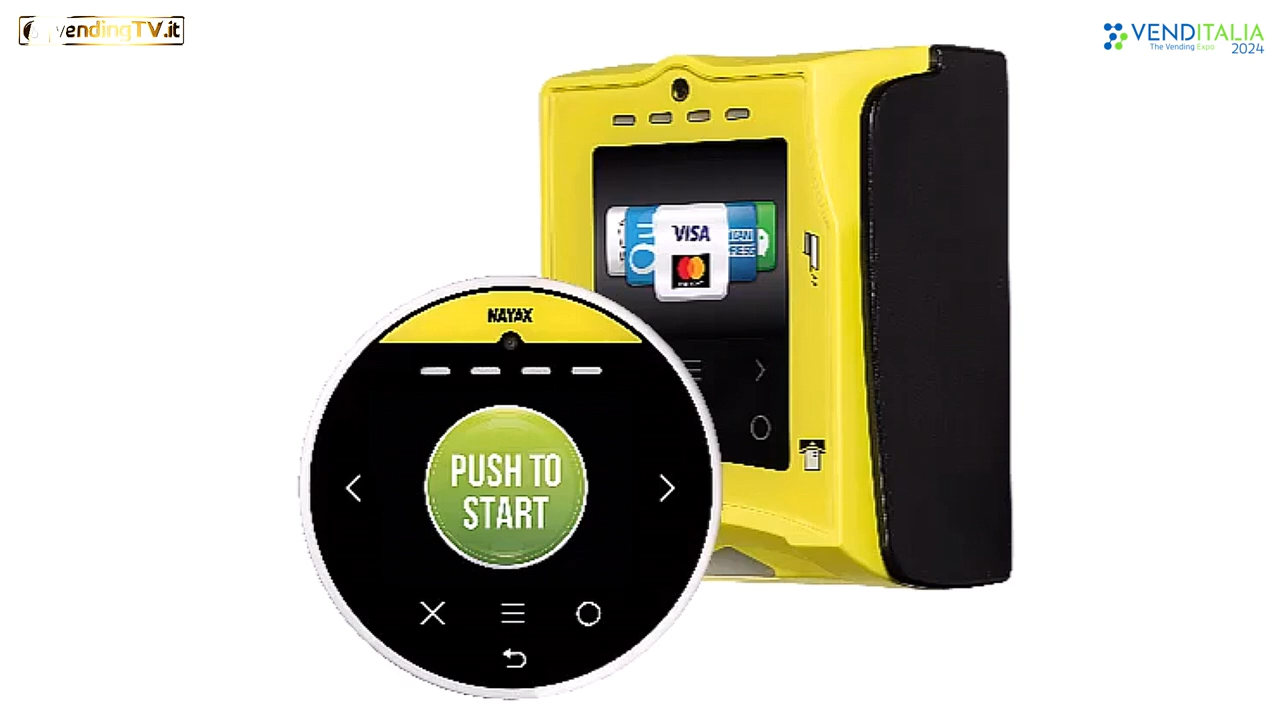 vendingTV.it
VENDITALIA
The Vending Expo 2024
VISA
NAYAX
PUSH TO
START